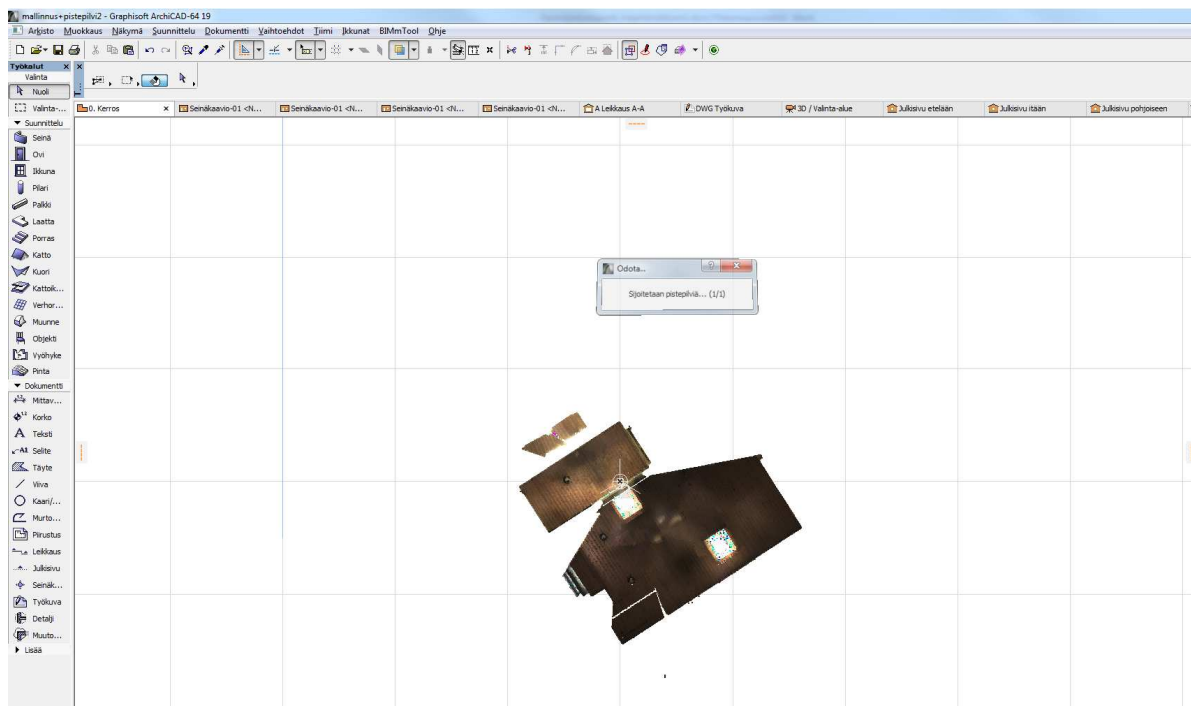 mallinnus+pistepilvi2 - Graphisoft ArchiCAD-64 19
Arkisto Muokkaus Näkymä Suunnittelu Dokumentti Vaihtoehdot Tiimi Ikkunat BIMmTool Ohje
Työkalut
Valinta
Nuoli
Valinta-...
0. Kerros
Seinäkaavio-01 <N...
Seinäkaavio-01 <N...
Seinäkaavio-01 <N...
Seinäkaavio-01 <N...
A Leikkaus A-A
DWG Työkuva
3D / Valinta-alue
Julkisivu etelään
Julkisivu itään
Julkisivu pohjoiseen
Suunnittelu
Seinä
Ovi
Ikkuna
Pilari
Palkki
Laatta
Porras
Katto
Kuori
Kattoik...
Verhor...
Muunne
Objekti
Vyöhyke
Pinta
Dokumentti
Mittav...
Korko
A Teksti
A1 Selite
Täyte
Viiva
Kaari/...
Murto...
Piirustus
Leikkaus
Julkisivu
Seinäk...
Työkuva
Detalji
Muuto...
Lisää
Odota...
Sijoitetaan pistepilviä... (1/1)